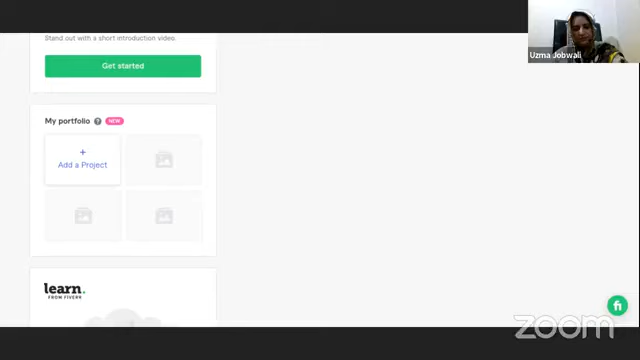 Stand out with a short introduction video.
Get started
Uzma Jobwali
My portfolio ? NEW
+
Add a Project
learn.
FROM FIVERR
fi
zoom